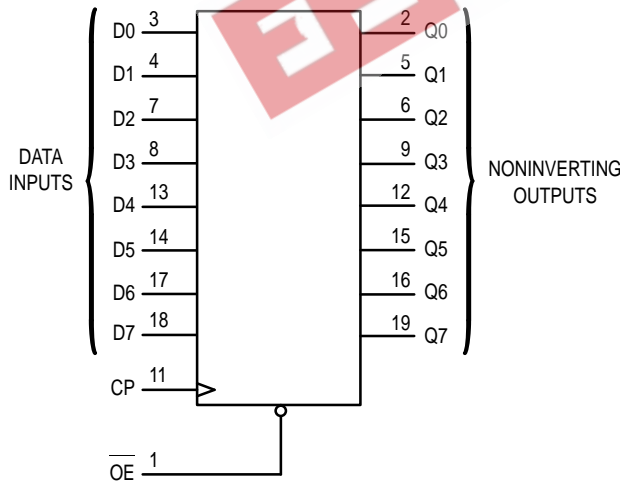 D0 3
D1 4
D2 7
D3 8
D4 13
D5 14
D6 17
D7 18
DATA
INPUTS
2 Q0
5 Q1
6 Q2
9 Q3
12 Q4
15 Q5
16 Q6
19 Q7
NONINVERTING
OUTPUTS
CP 11
O̅E̅ 1